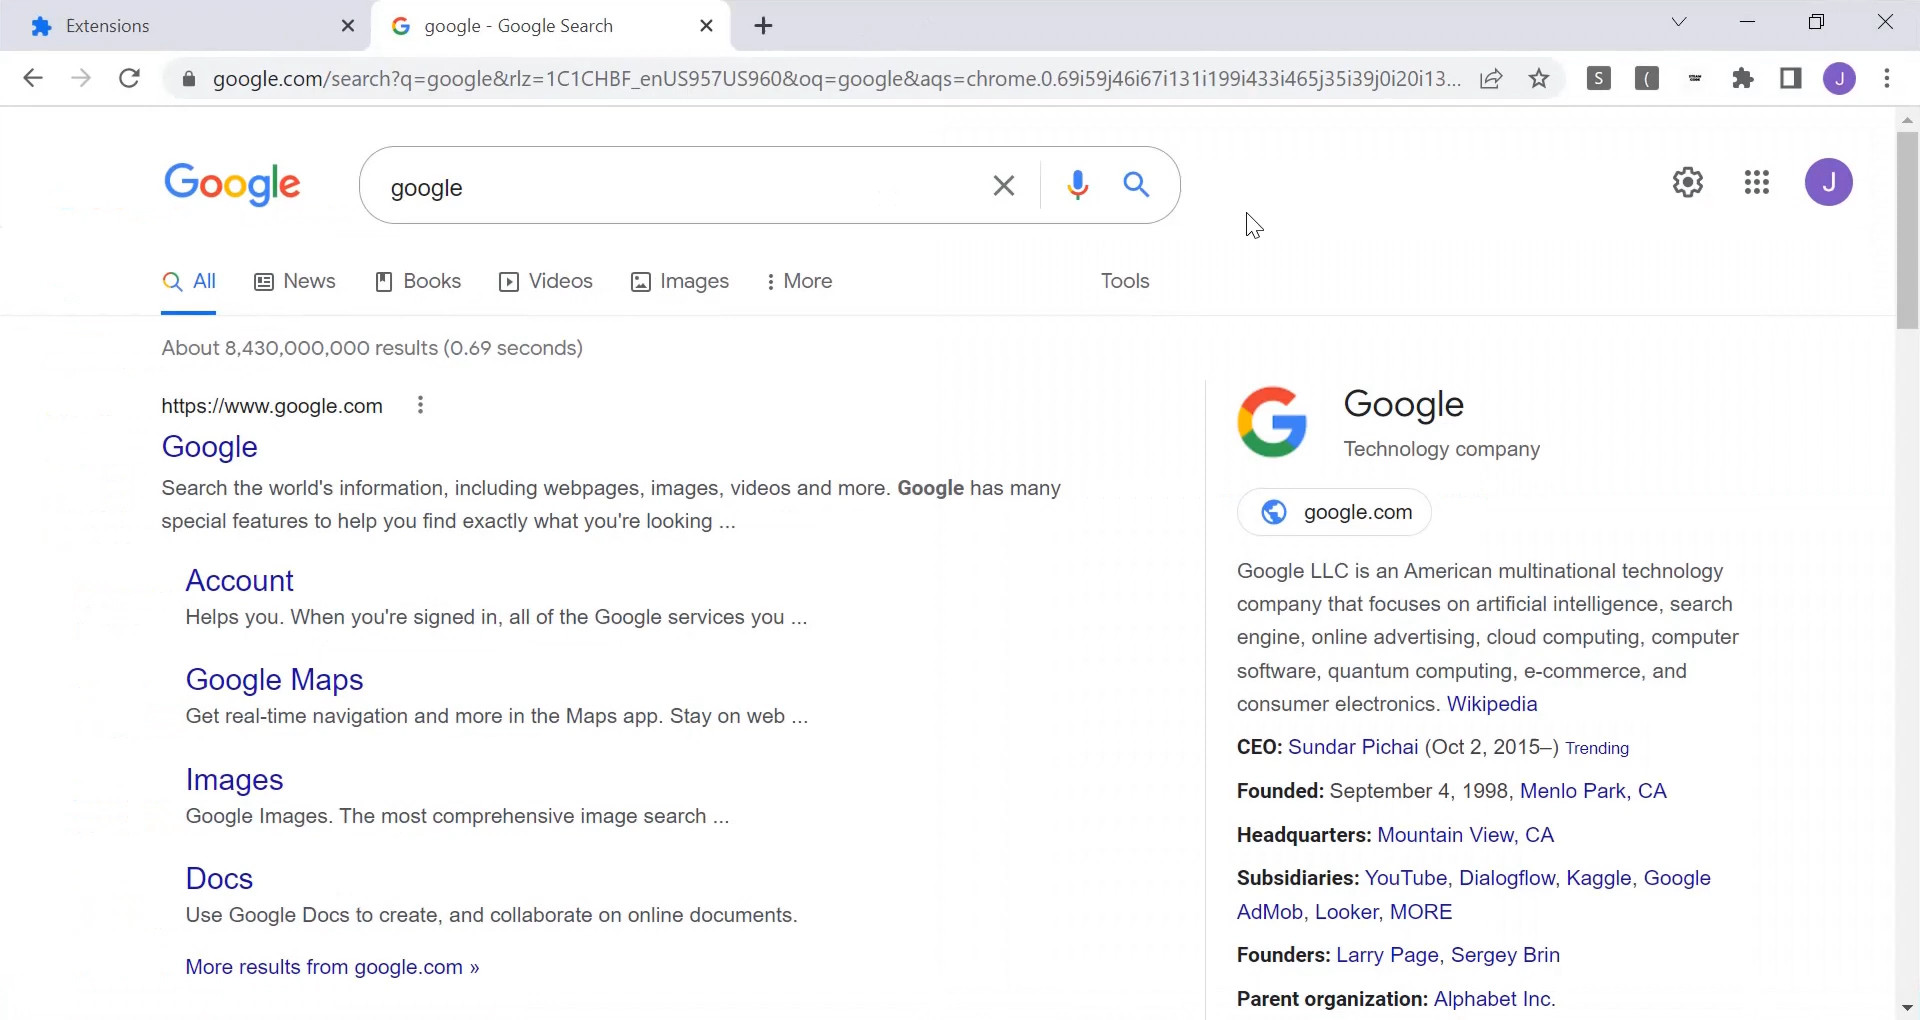 Extensions
google - Google Search
google.com/search?q=google&rlz=1C1CHBF_enUS957US960&oq=google&aqs=chrome.0.69i59j46i67i131i199i433i465j35i39j0i20i13...
S
(
J
Google
google
J
All
News
Books
Videos
Images
More
Tools
About 8,430,000,000 results (0.69 seconds)
https://www.google.com
Google
Search the world's information, including webpages, images, videos and more. Google has many
special features to help you find exactly what you're looking ...
Account
Helps you. When you're signed in, all of the Google services you ...
Google Maps
Get real-time navigation and more in the Maps app. Stay on web ...
Images
Google Images. The most comprehensive image search ...
Docs
Use Google Docs to create, and collaborate on online documents.
More results from google.com »
Google
Technology company
google.com
Google LLC is an American multinational technology
company that focuses on artificial intelligence, search
engine, online advertising, cloud computing, computer
software, quantum computing, e-commerce, and
consumer electronics. Wikipedia
CEO: Sundar Pichai (Oct 2, 2015–) Trending
Founded: September 4, 1998, Menlo Park, CA
Headquarters: Mountain View, CA
Subsidiaries: YouTube, Dialogflow, Kaggle, Google
AdMob, Looker, MORE
Founders: Larry Page, Sergey Brin
Parent organization: Alphabet Inc.